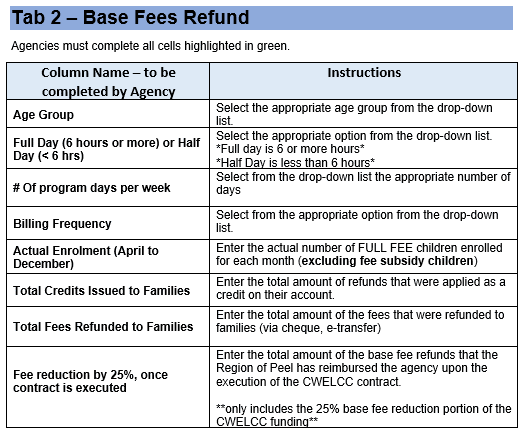 Tab 2 – Base Fees Refund
Agencies must complete all cells highlighted in green.
Column Name – to be
completed by Agency
Instructions
Age Group
Select the appropriate age group from the drop-down
list.
Full Day (6 hours or more) or Half
Day (< 6 hrs)
Select the appropriate option from the drop-down list.
*Full day is 6 or more hours*
*Half Day is less than 6 hours*
# Of program days per week
Select from the drop-down list the appropriate number of
days
Billing Frequency
Select from the appropriate option from the drop-down
list.
Actual Enrolment (April to
December)
Enter the actual number of FULL FEE children enrolled
for each month (excluding fee subsidy children)
Total Credits Issued to Families
Enter the total amount of refunds that were applied as a
credit on their account.
Total Fees Refunded to Families
Enter the total amount of the fees that were refunded to
families (via cheque, e-transfer)
Fee reduction by 25%, once
contract is executed
Enter the total amount of the base fee refunds that the
Region of Peel has reimbursed the agency upon the
execution of the CWELCC contract.
**only includes the 25% base fee reduction portion of the
CWELCC funding**